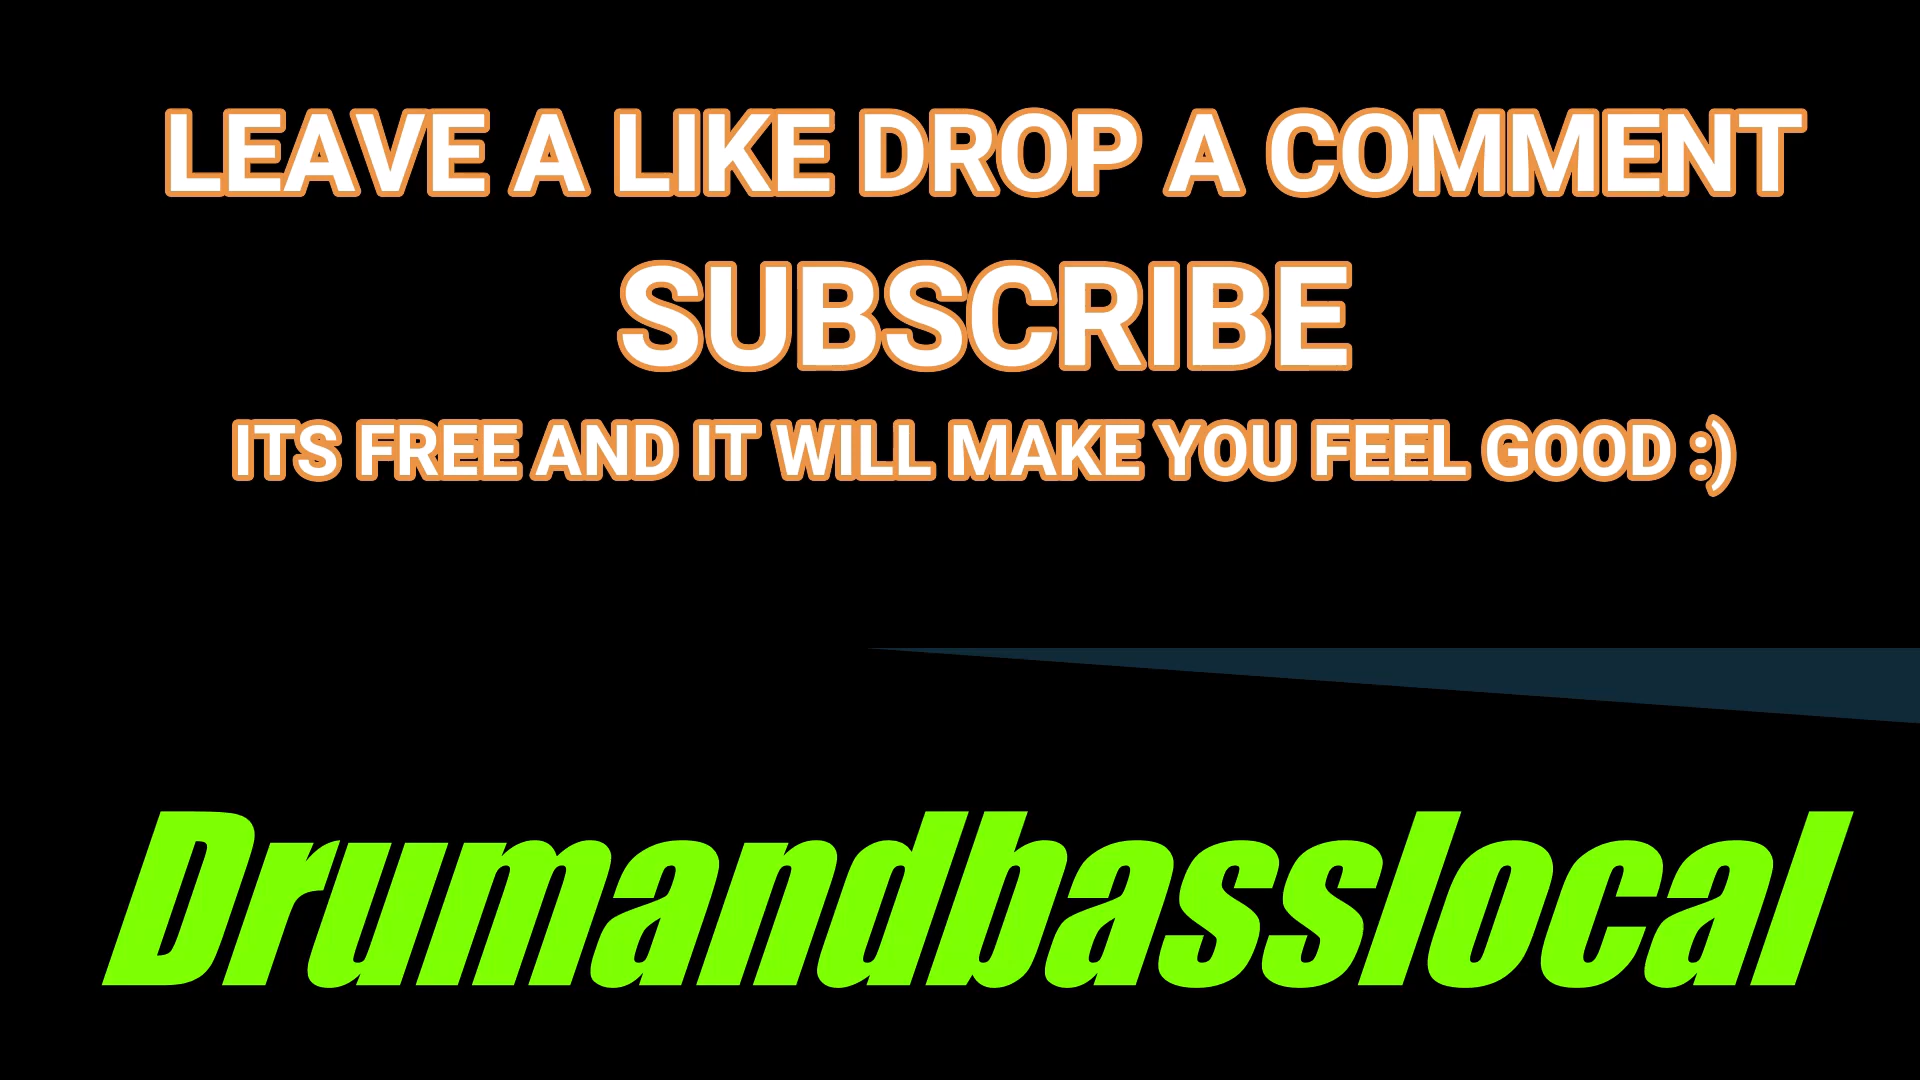 LEAVE A LIKE DROP A COMMENT
SUBSCRIBE
ITS FREE AND IT WILL MAKE YOU FEEL GOOD :)
Drumandbasslocal